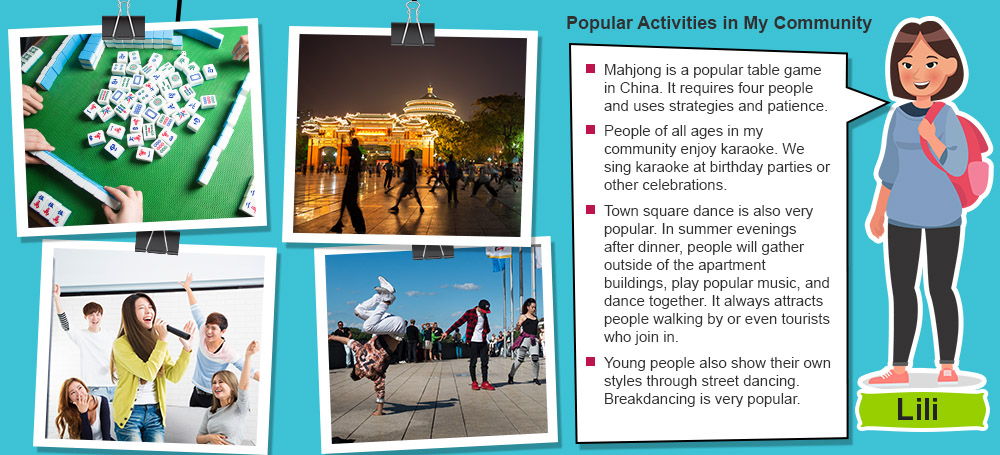 Popular Activities in My Community
Mahjong is a popular table game
in China. It requires four people
and uses strategies and patience.
People of all ages in my
community enjoy karaoke. We
sing karaoke at birthday parties or
other celebrations.
Town square dance is also very
popular. In summer evenings
after dinner, people will gather
outside of the apartment
buildings, play popular music, and
dance together. It always attracts
people walking by or even tourists
who join in.
Young people also show their own
styles through street dancing.
Breakdancing is very popular.
Lili